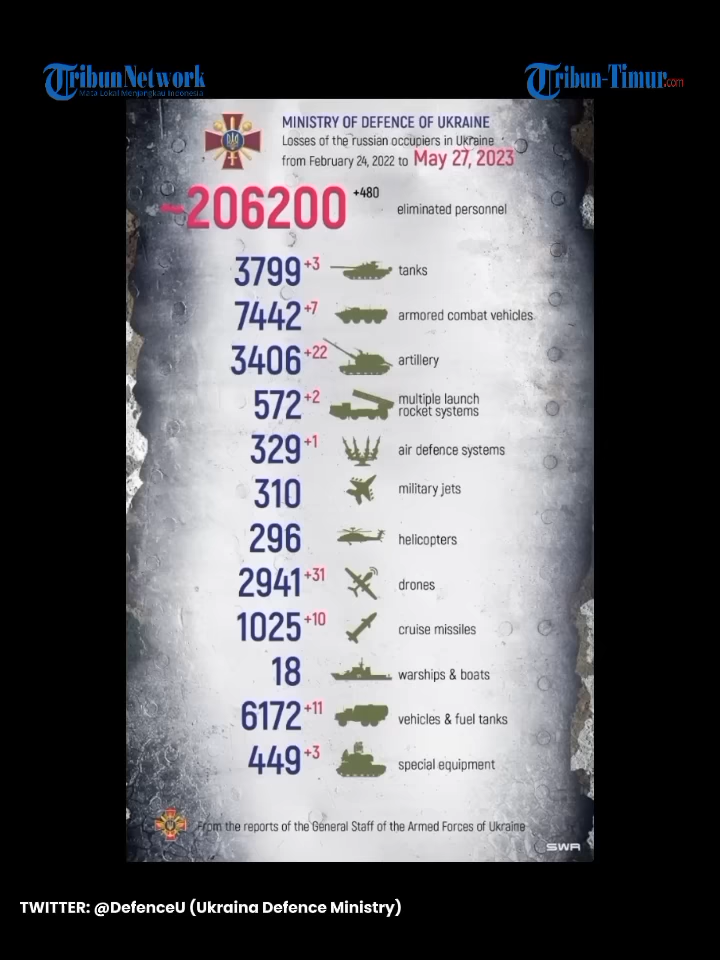 TribunNetwork
Mata Lokal Menjangkau Indonesia
Tribun-Timur.com
MINISTRY OF DEFENCE OF UKRAINE
Losses of the russian occupiers in Ukraine
from February 24, 2022 to May 27, 2023
~206200 +480 eliminated personnel
3799 +3 tanks
7442 +7 armored combat vehicles
3406 +22 artillery
572 +2 multiple launch
rocket systems
329 +1 air defence systems
310 military jets
296 helicopters
2941 +31 drones
1025 +10 cruise missiles
18 warships & boats
6172 +11 vehicles & fuel tanks
449 +3 special equipment
From the reports of the General Staff of the Armed Forces of Ukraine
SWA
TWITTER: @DefenceU (Ukraina Defence Ministry)